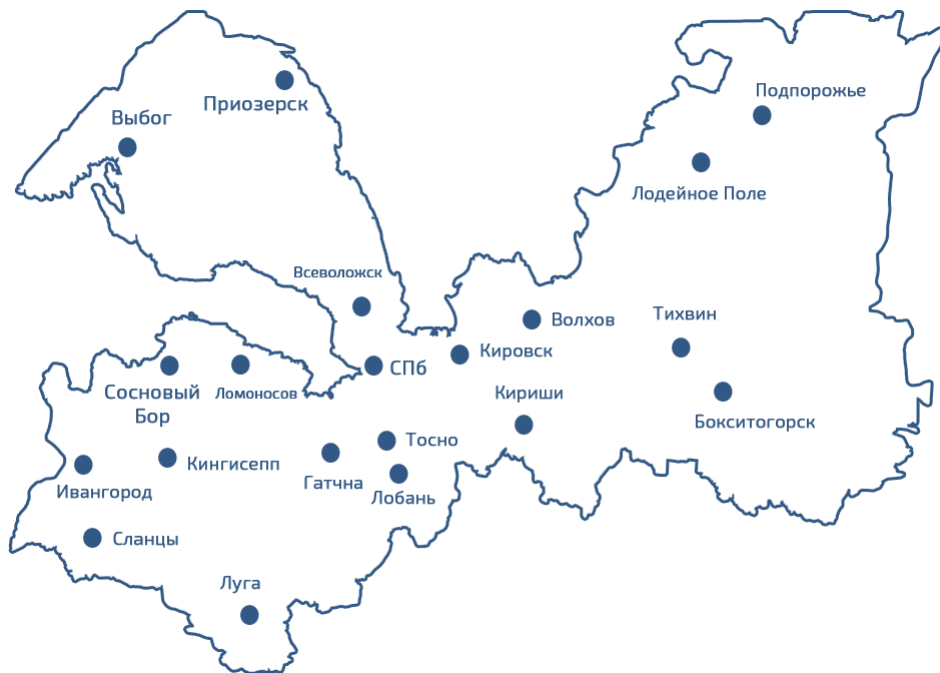 Подпорожье
Приозерск
Выбог
Лодейное Поле
Всеволожск
Волхов
Тихвин
Кировск
СПб
Сосновый
Бор
Ломоносов
Кириши
Бокситогорск
Тосно
Кингисепп
Гатчна
Лобань
Ивангород
Сланцы
Луга